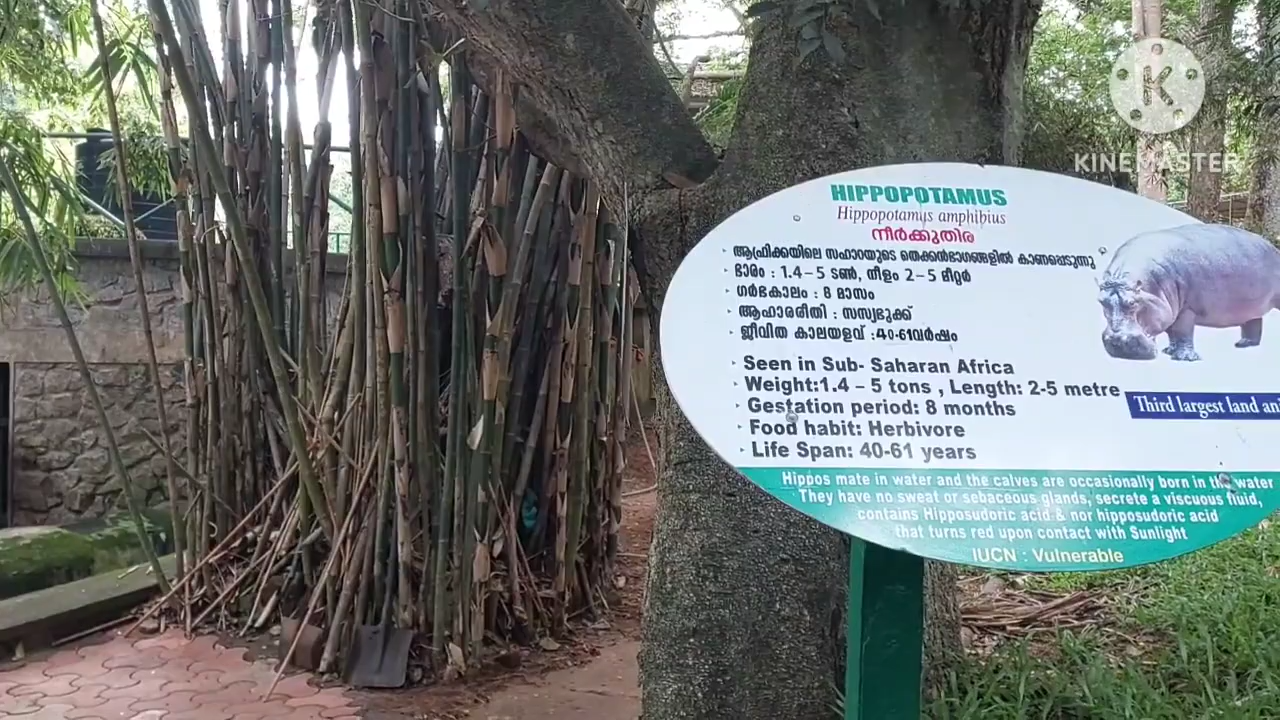 K
KINEMASTER
HIPPOPOTAMUS
Hippopotamus amphibius
നീർക്കുതിര
ആഫ്രിക്കയിലെ സഹാറയുടെ തെക്കൻഭാഗങ്ങളിൽ കാണപ്പെടുന്നു
ഭാരം : 1.4 – 5 ടൺ, നീളം 2 – 5 മീറ്റർ
ഗർഭകാലം : 8 മാസം
ആഹാരരീതി : സസ്യഭുക്ക്
ജീവിത കാലയളവ് :40-61വർഷം
Seen in Sub- Saharan Africa
Weight:1.4 – 5 tons , Length: 2-5 metre
Gestation period: 8 months
Food habit: Herbivore
Life Span: 40-61 years
Third largest land
Hippos mate in water and the calves are occasionally born in the water
They have no sweat or sebaceous glands, secrete a viscuous fluid,
contains Hipposudoric acid & nor hipposudoric acid
that turns red upon contact with Sunlight
IUCN : Vulnerable